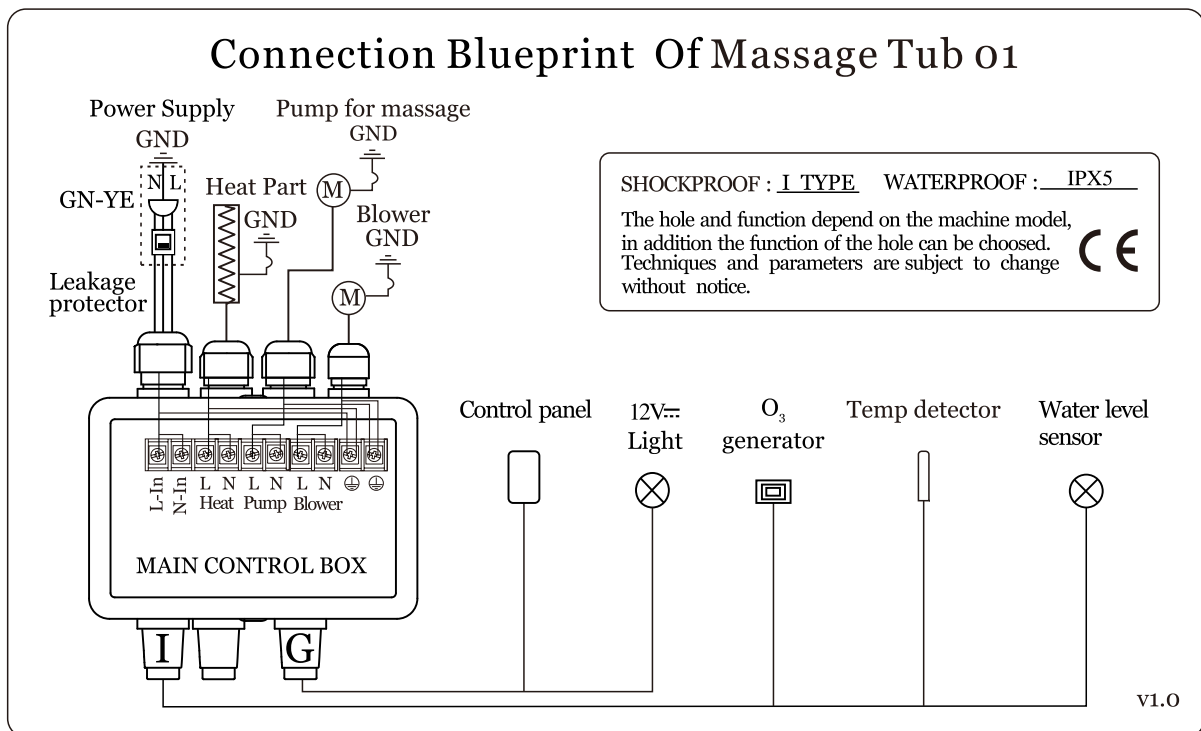 Connection Blueprint Of Massage Tub 01
Power Supply
GND
N L
GN-YE
Leakage
protector
Heat Part
GND
Pump for massage
GND
M
Blower
GND
M
SHOCKPROOF : I TYPE WATERPROOF : IPX5
The hole and function depend on the machine model,
in addition the function of the hole can be choosed.
Techniques and parameters are subject to change
without notice.
CE
L-In
N-In
L N L N L N
Heat Pump Blower
MAIN CONTROL BOX
I
G
Control panel
12V⎓
Light
O₃
generator
Temp detector
Water level
sensor
v1.0